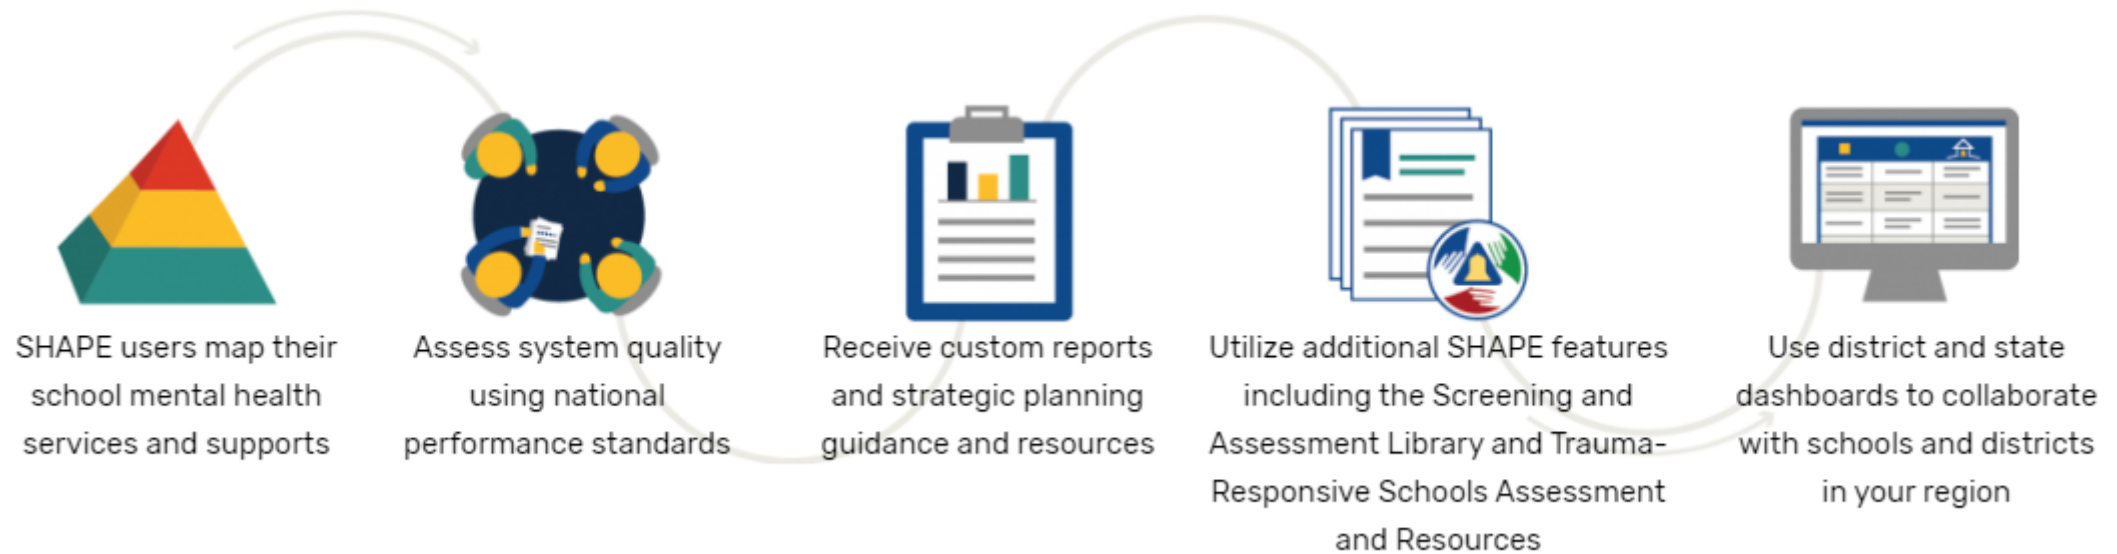 SHAPE users map their
school mental health
services and supports
Assess system quality
using national
performance standards
Receive custom reports
and strategic planning
guidance and resources
Utilize additional SHAPE features
including the Screening and
Assessment Library and Trauma-
Responsive Schools Assessment
and Resources
Use district and state
dashboards to collaborate
with schools and districts
in your region